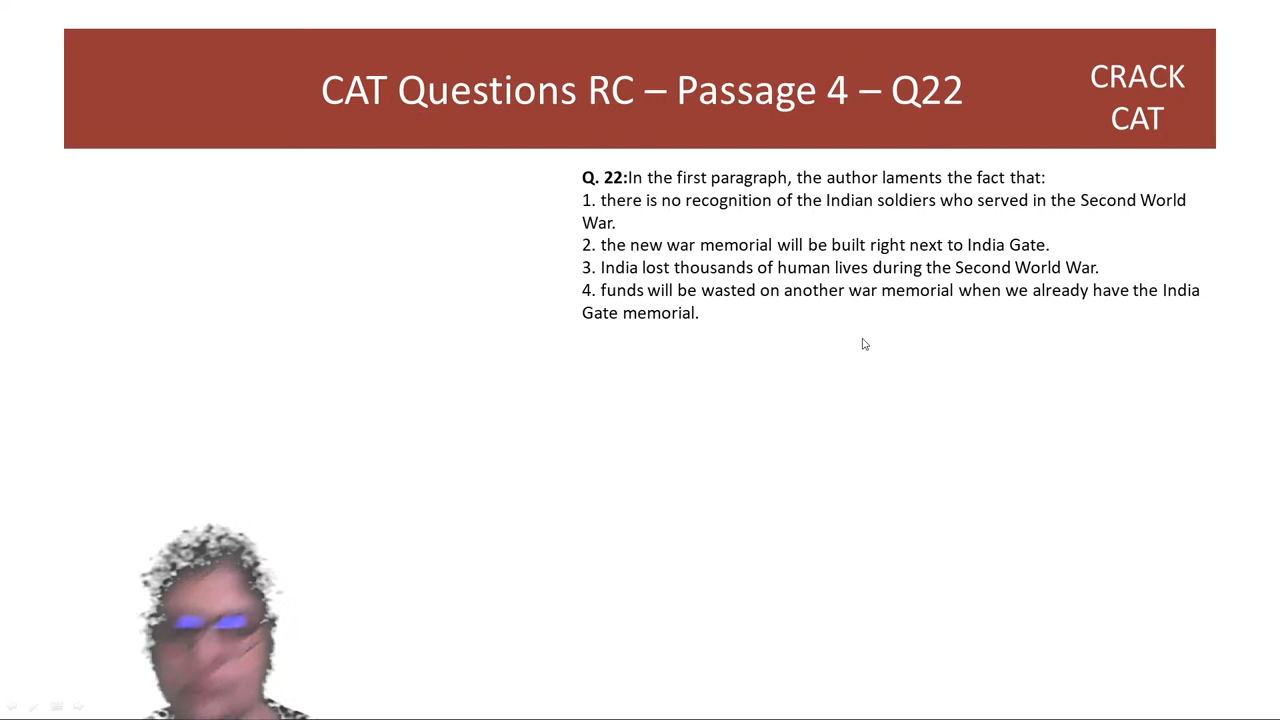 CAT Questions RC – Passage 4 – Q22
CRACK
CAT
Q. 22:In the first paragraph, the author laments the fact that:
1. there is no recognition of the Indian soldiers who served in the Second World
War.
2. the new war memorial will be built right next to India Gate.
3. India lost thousands of human lives during the Second World War.
4. funds will be wasted on another war memorial when we already have the India
Gate memorial.